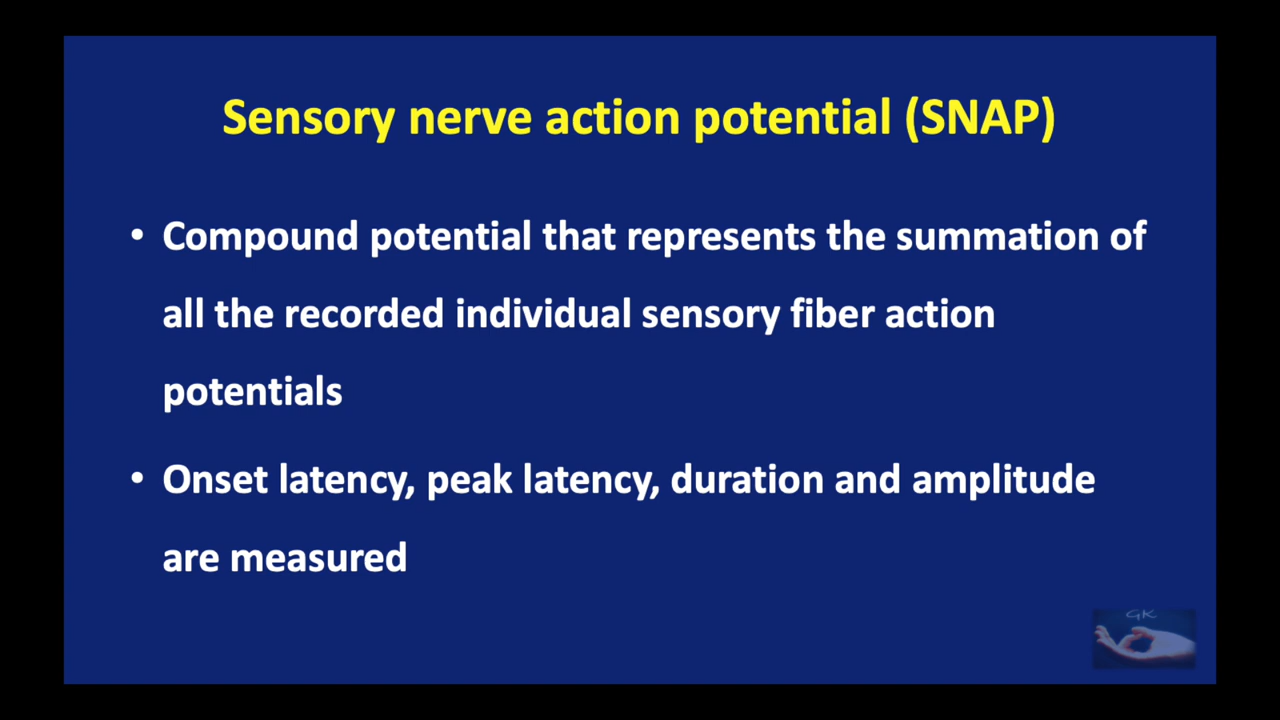 Sensory nerve action potential (SNAP)
• Compound potential that represents the summation of
all the recorded individual sensory fiber action
potentials
• Onset latency, peak latency, duration and amplitude
are measured
GK